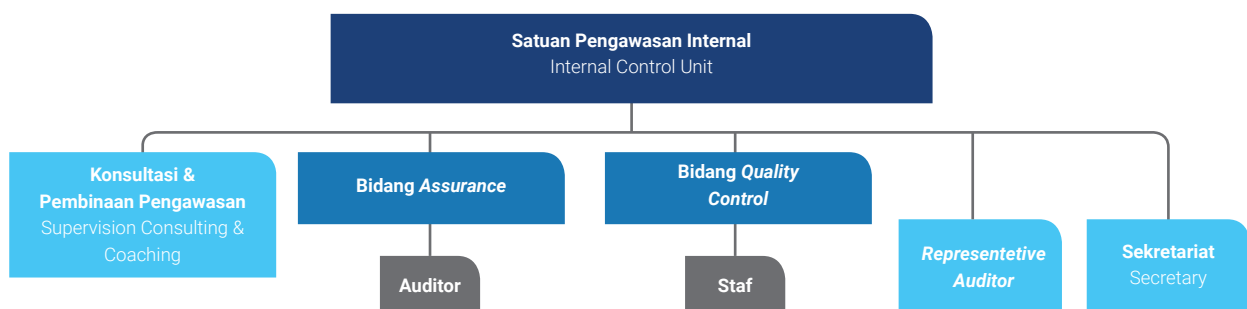 Satuan Pengawasan Internal
Internal Control Unit
Konsultasi &
Pembinaan Pengawasan
Supervision Consulting &
Coaching
Bidang Assurance
Bidang Quality
Control
Representetive
Auditor
Sekretariat
Secretary
Auditor
Staf